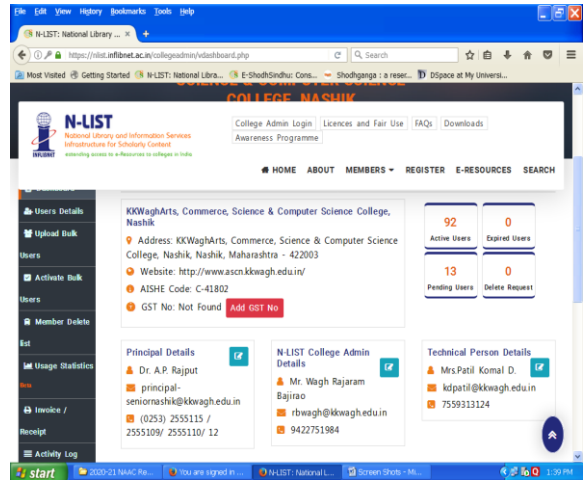 File Edit View History Bookmarks Tools Help
N-LIST: National Library ... × +
https://nlist.inflibnet.ac.in/collegeadmin/vdashboard.php
Search
Most Visited Getting Started N-LIST: National Libra... E-ShodhSindhu: Cons... Shodhganga : a reser... DSpace at My Universi...
SCIENCE & COMPUTER SCIENCE
COLLEGE, NASHIK
INFLIBNET
N-LIST
National Library and Information Services
Infrastructure for Scholarly Content
extending access to e-Resources to colleges in India
College Admin Login Licences and Fair Use FAQs Downloads
Awareness Programme
HOME ABOUT MEMBERS REGISTER E-RESOURCES SEARCH
Dashboard
Users Details
Upload Bulk
Users
Activate Bulk
Users
Member Delete
list
Usage Statistics
Beta
Invoice /
Receipt
Activity Log
KKWaghArts, Commerce, Science & Computer Science College,
Nashik
Address: KKWaghArts, Commerce, Science & Computer Science
College, Nashik, Nashik, Maharashtra - 422003
Website: http://www.ascn.kkwagh.edu.in/
AISHE Code: C-41802
GST No: Not Found Add GST No
92
Active Users
0
Expired Users
13
Pending Users
0
Delete Request
Principal Details
Dr. A.P. Rajput
principal-
seniornashik@kkwagh.edu.in
(0253) 2555115 /
2555109/ 2555110/ 12
N-LIST College Admin
Details
Mr. Wagh Rajaram
Bajirao
rbwagh@kkwagh.edu.in
9422751984
Technical Person Details
Mrs.Patil Komal D.
kdpatil@kkwagh.edu.in
7559313124
start 2020-21 NAAC Re... You are signed in ... N-LIST: National L... Screen Shots - Mi... 1:39 PM